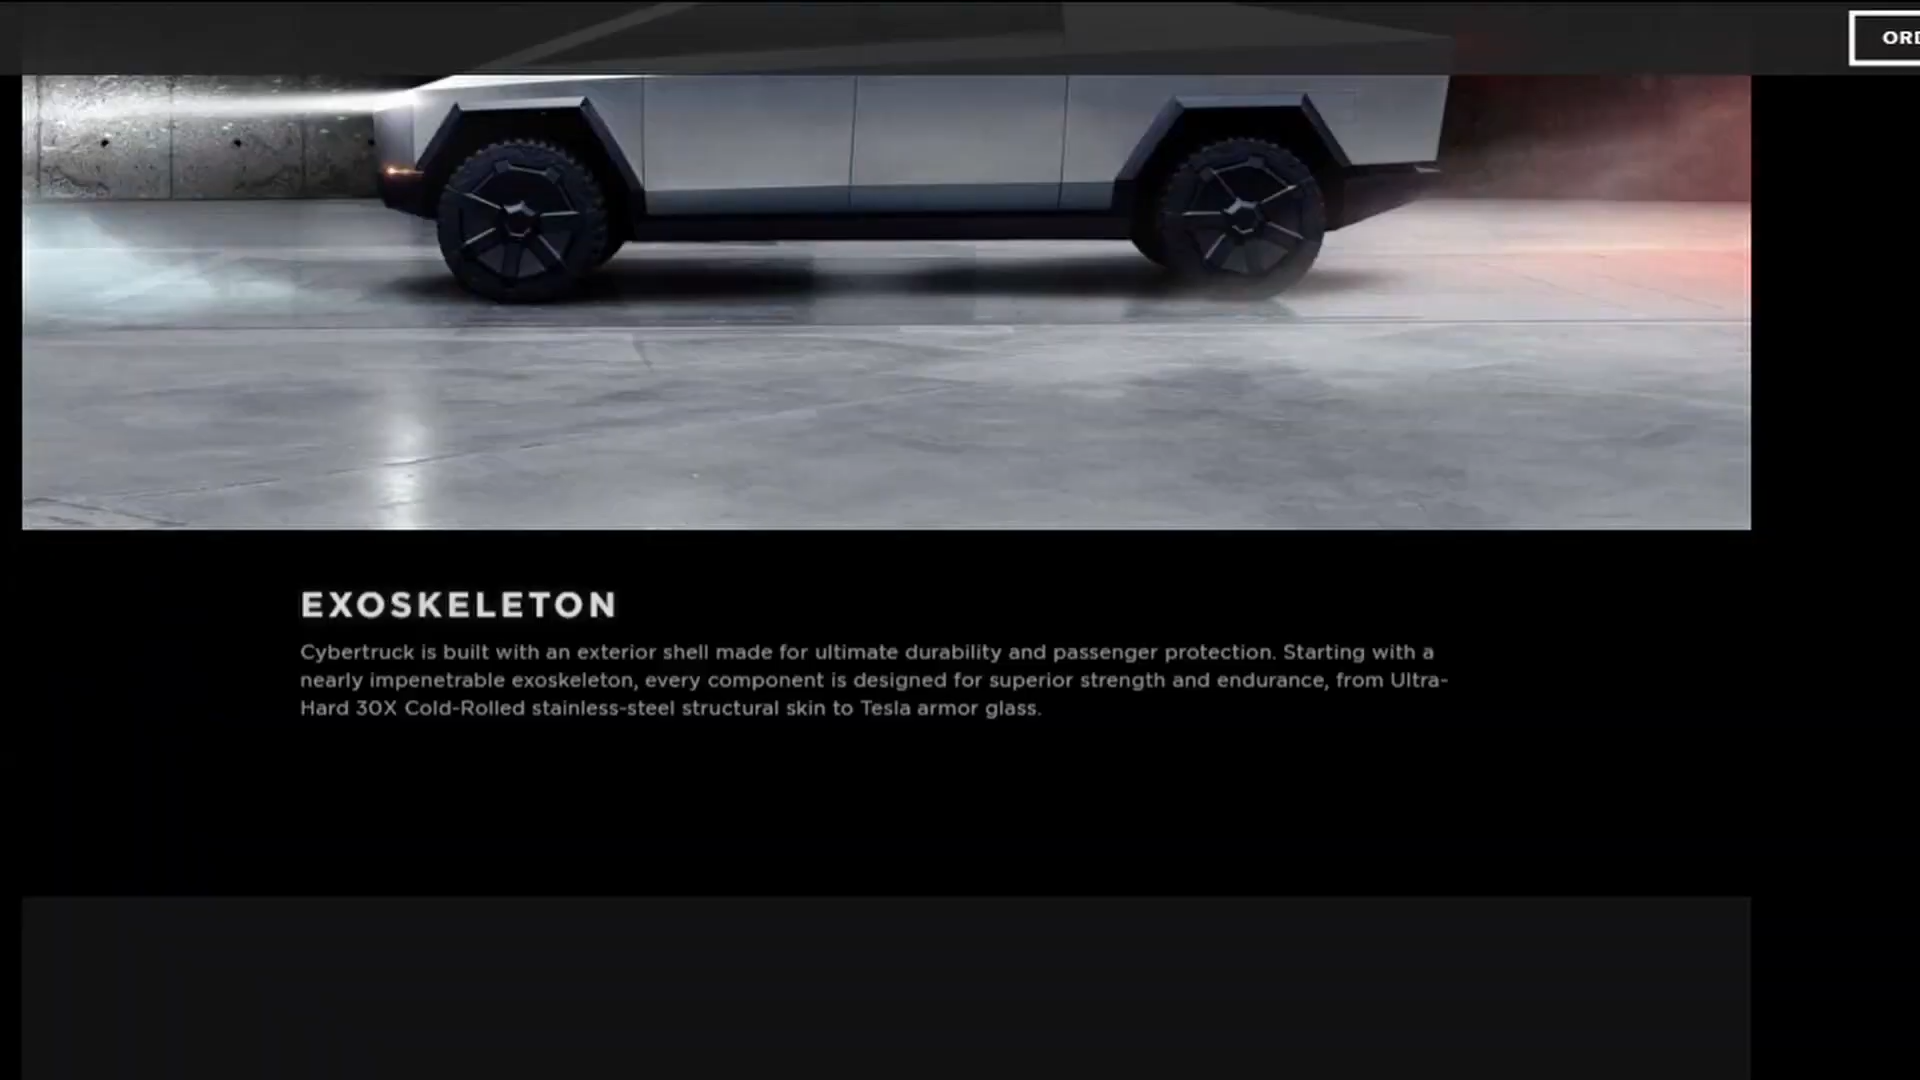 ORD
EXOSKELETON
Cybertruck is built with an exterior shell made for ultimate durability and passenger protection. Starting with a
nearly impenetrable exoskeleton, every component is designed for superior strength and endurance, from Ultra-
Hard 30X Cold-Rolled stainless-steel structural skin to Tesla armor glass.